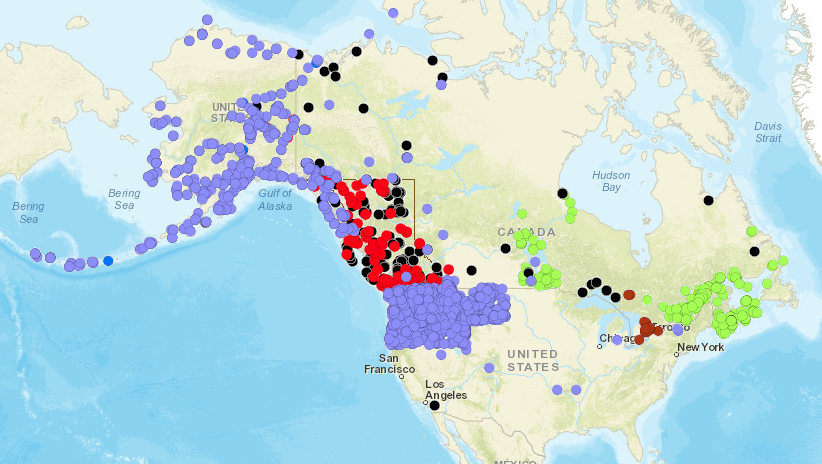 UNITED
STATES
Davis
Strait
Hudson
Bay
Bering
Sea
Bering
Sea
Gulf of
Alaska
CANADA
Toronto
Chicago
New York
UNITED
STATES
San
Francisco
Los
Angeles
MÉXICO